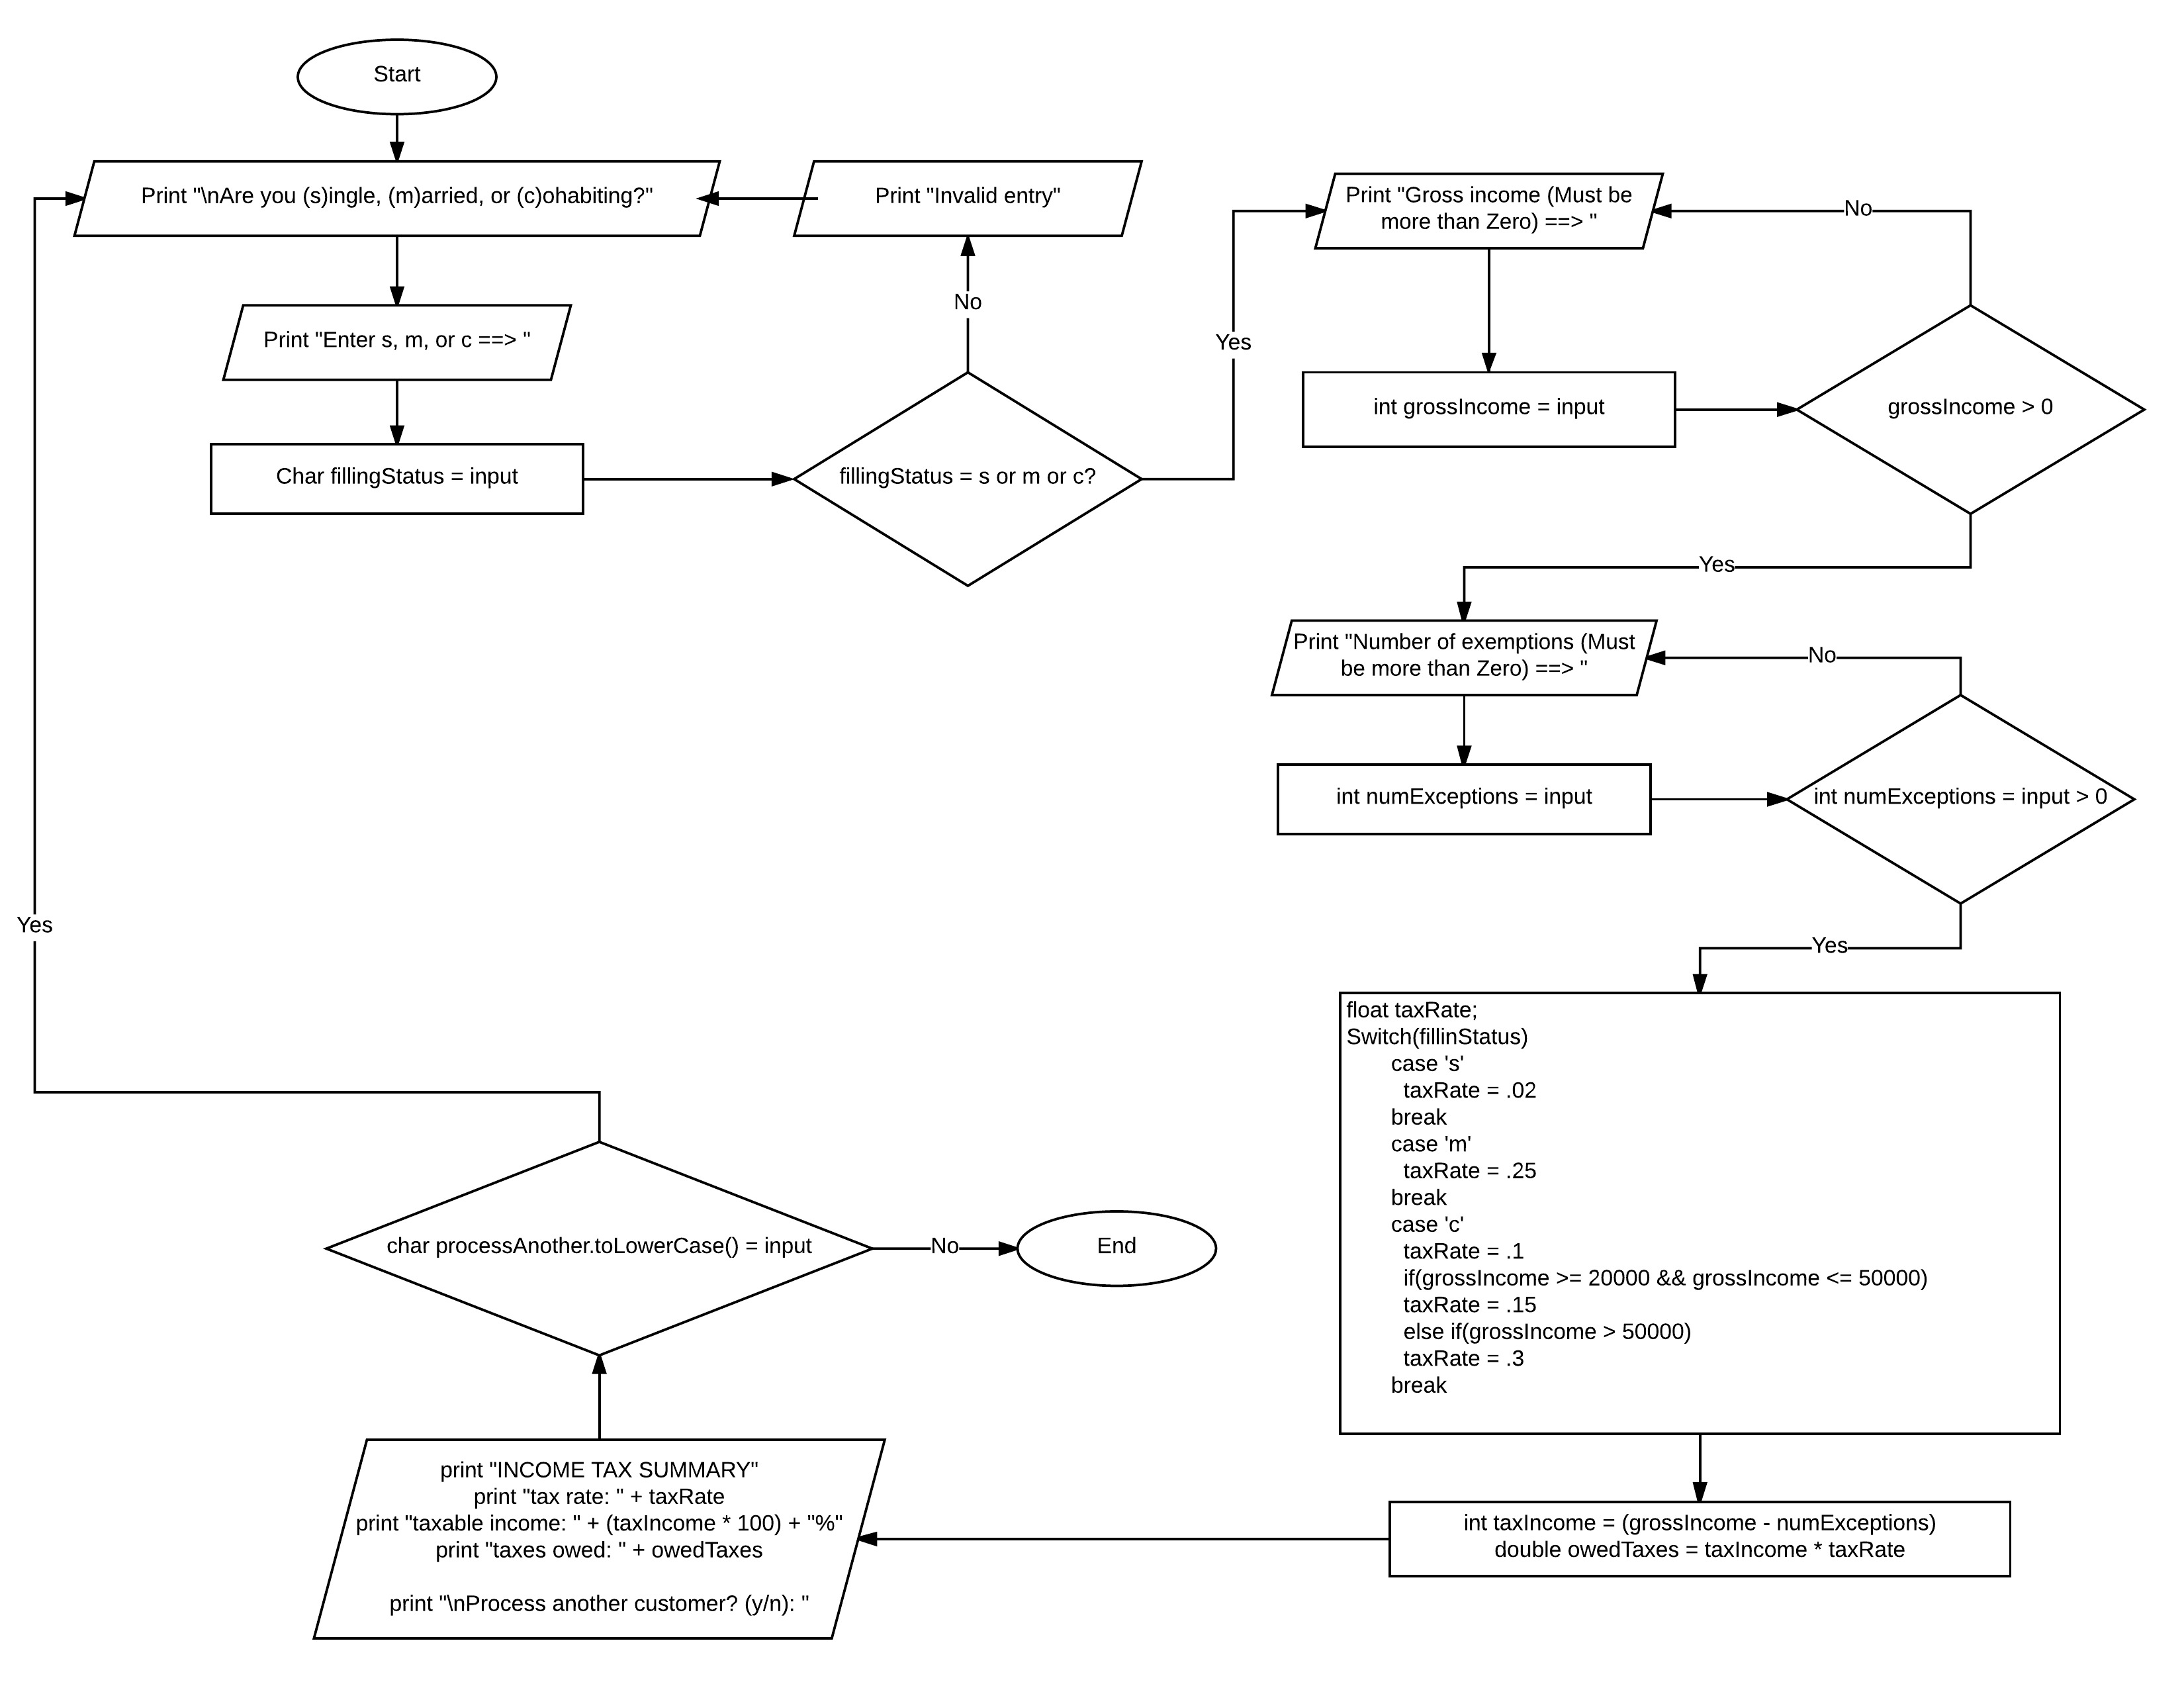 Start
Print "\nAre you (s)ingle, (m)arried, or (c)ohabiting?"
Print "Invalid entry"
Print "Enter s, m, or c ==> "
No
Char fillingStatus = input
fillingStatus = s or m or c?
Yes
Print "Gross income (Must be
more than Zero) ==> "
No
int grossIncome = input
grossIncome > 0
Yes
Print "Number of exemptions (Must
be more than Zero) ==> "
No
int numExceptions = input
int numExceptions = input > 0
Yes
float taxRate;
Switch(fillinStatus)
case 's'
taxRate = .02
break
case 'm'
taxRate = .25
break
case 'c'
taxRate = .1
if(grossIncome >= 20000 && grossIncome <= 50000)
taxRate = .15
else if(grossIncome > 50000)
taxRate = .3
break
int taxIncome = (grossIncome - numExceptions)
double owedTaxes = taxIncome * taxRate
print "INCOME TAX SUMMARY"
print "tax rate: " + taxRate
print "taxable income: " + (taxIncome * 100) + "%"
print "taxes owed: " + owedTaxes
print "\nProcess another customer? (y/n): "
char processAnother.toLowerCase() = input
No
End
Yes